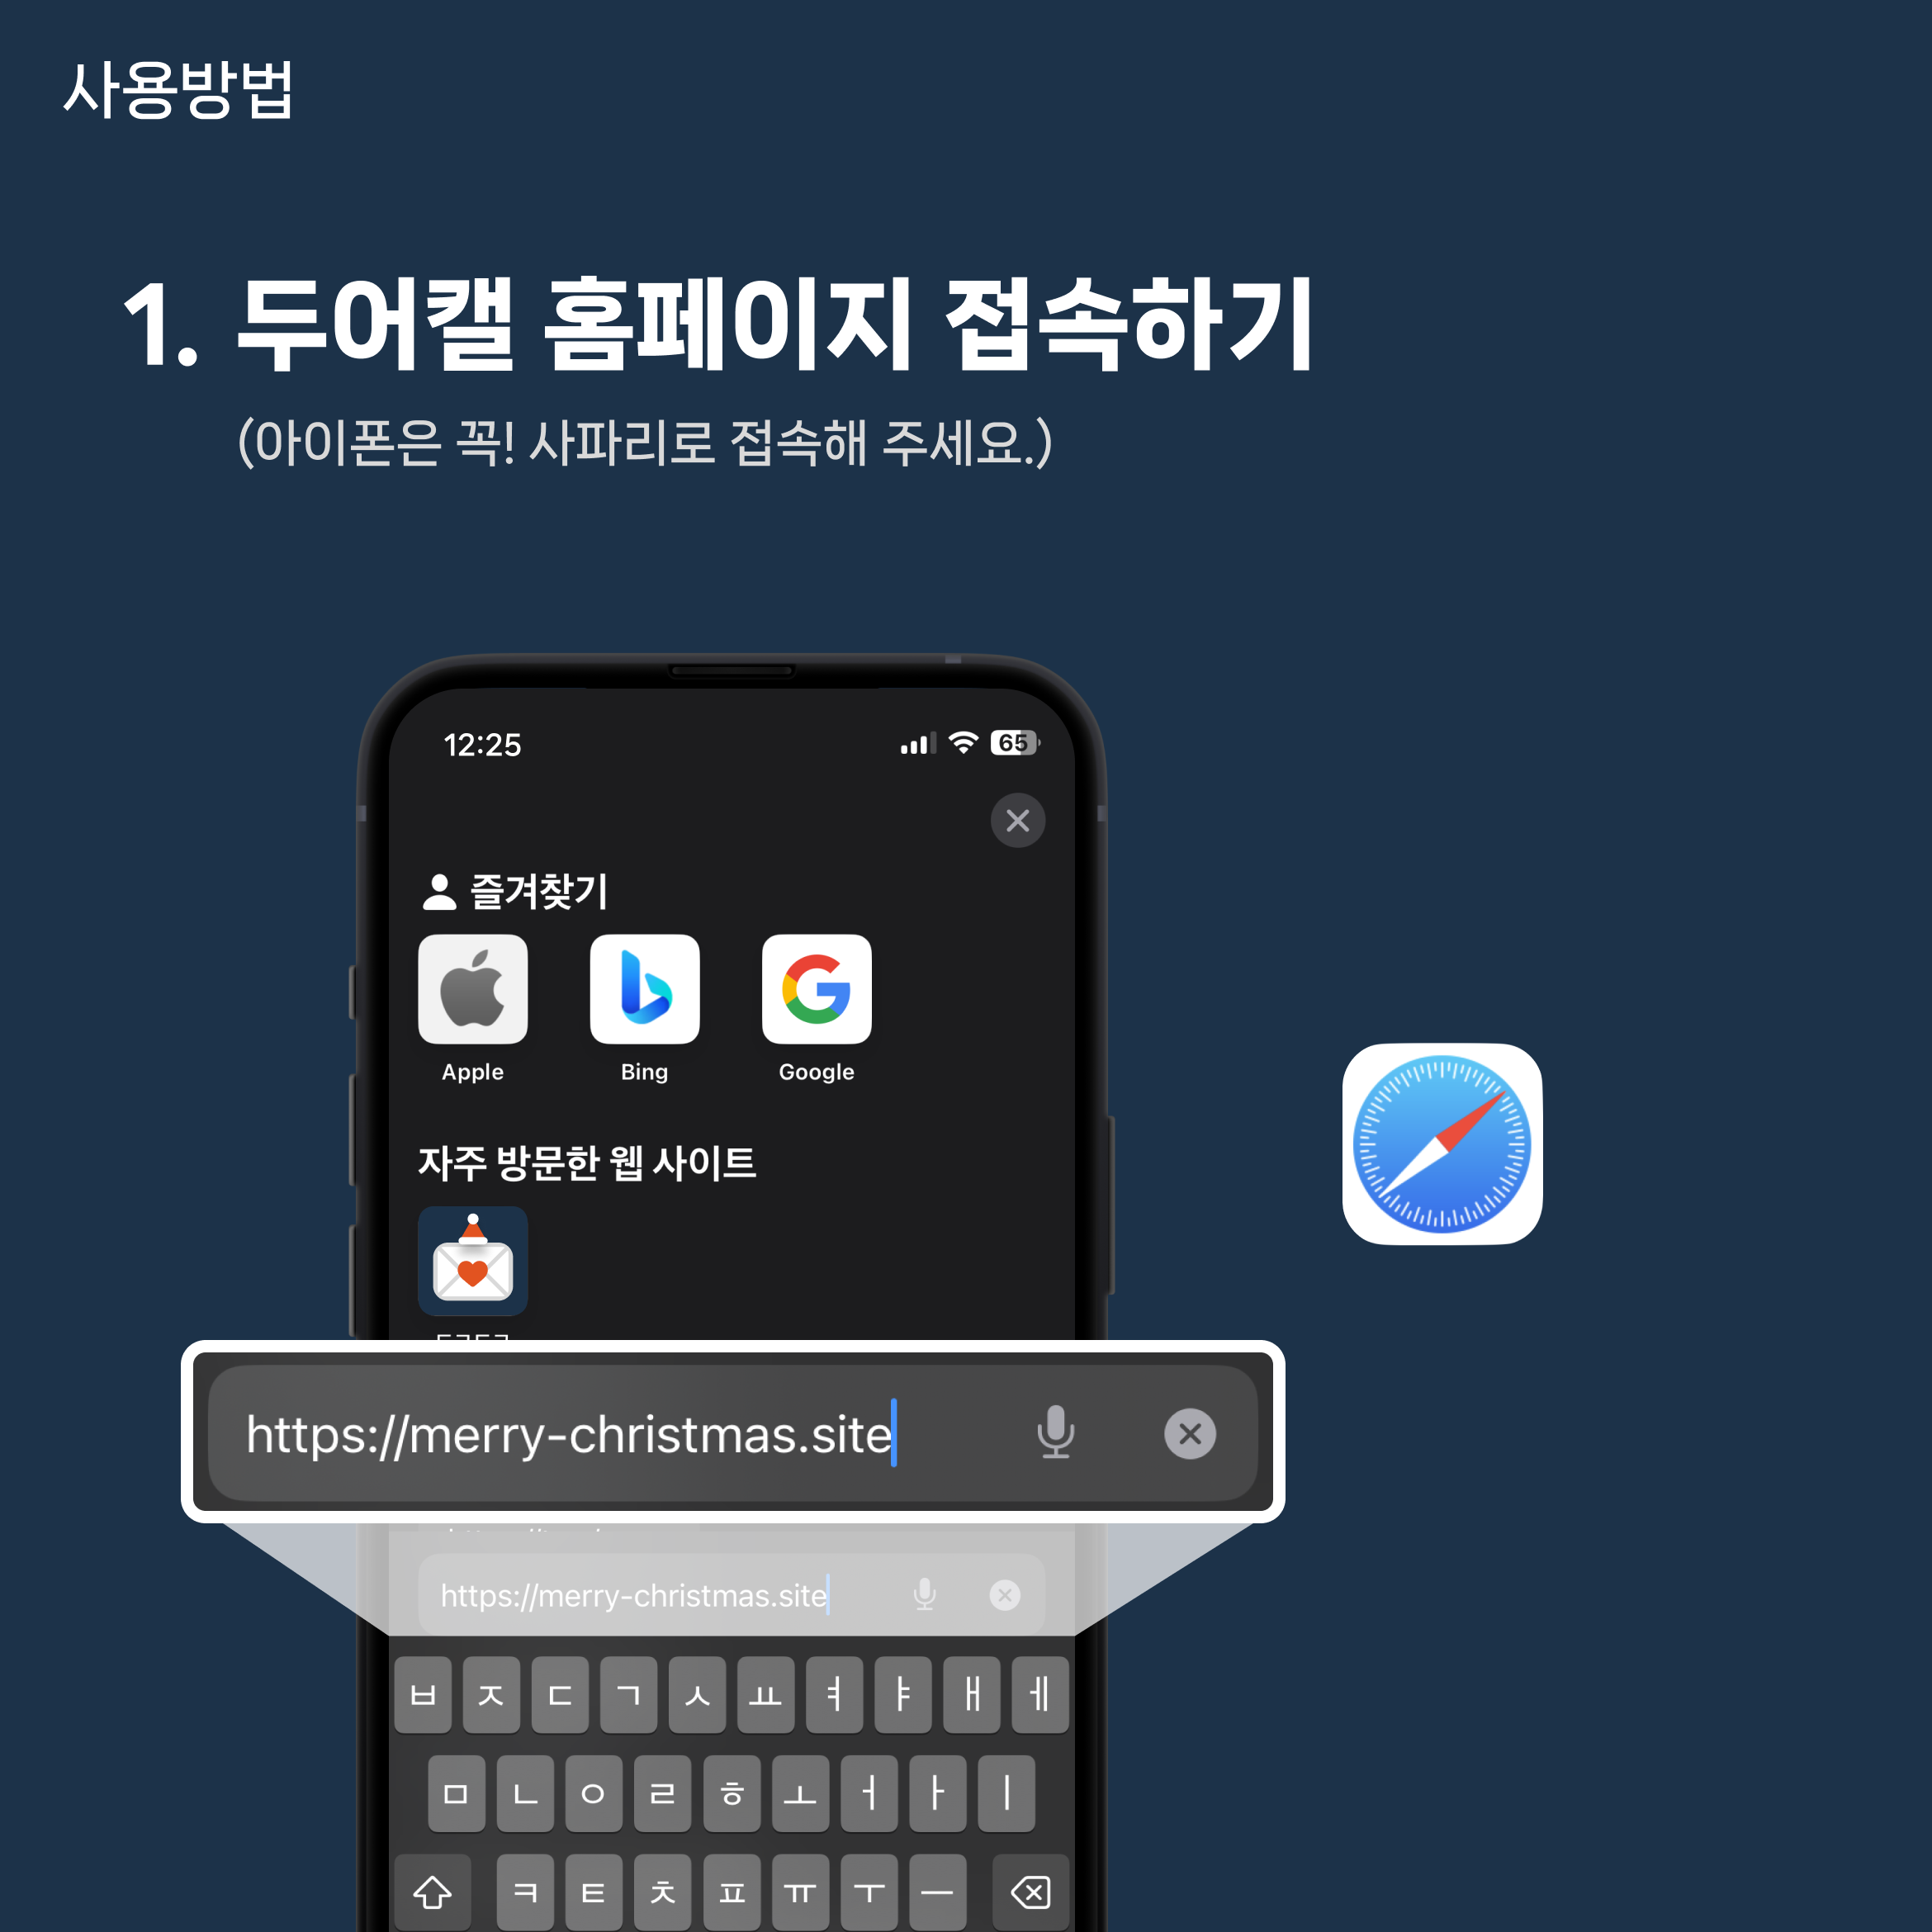 사용방법
1. 두어캘 홈페이지 접속하기
(아이폰은 꼭! 사파리로 접속해 주세요.)
12:25
65
즐겨찾기
Apple Bing Google
자주 방문한 웹 사이트
https://merry-christmas.site
https://merry-christmas.site
ㅂ ㅈ ㄷ ㄱ ㅅ ㅛ ㅕ ㅑ ㅐ ㅔ
ㅁ ㄴ ㅇ ㄹ ㅎ ㅗ ㅓ ㅏ ㅣ
ㅋ ㅌ ㅊ ㅍ ㅠ ㅜ ㅡ